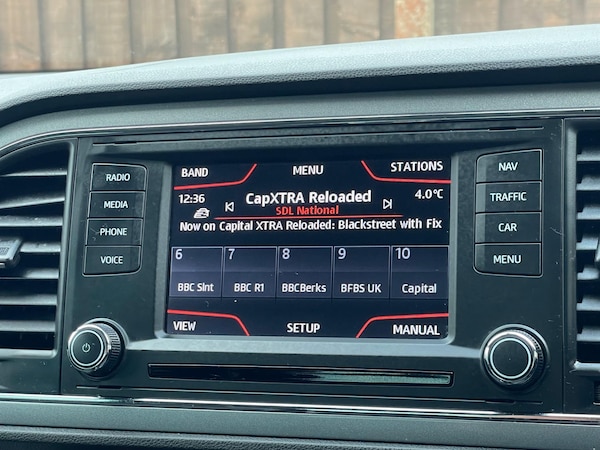 RADIO
MEDIA
PHONE
VOICE
BAND MENU STATIONS
12:36 CapXTRA Reloaded 4.0°C
SDL National
Now on Capital XTRA Reloaded: Blackstreet with Fix
6 7 8 9 10
BBC Slnt BBC R1 BBCBerks BFBS UK Capital
VIEW SETUP MANUAL
NAV
TRAFFIC
CAR
MENU